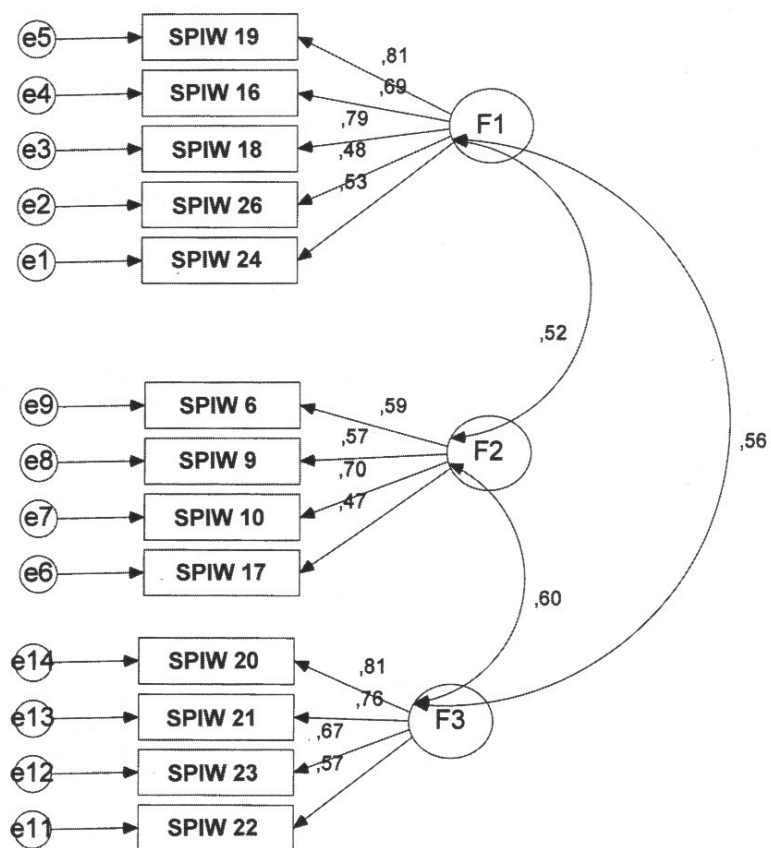 e5 SPIW 19 ,81
e4 SPIW 16 ,69 F1
e3 SPIW 18 ,79
,48
e2 SPIW 26 ,53
e1 SPIW 24
,52
e9 SPIW 6 ,59
,57 F2 ,56
e8 SPIW 9 ,70
e7 SPIW 10 ,47
e6 SPIW 17
,60
e14 SPIW 20 ,81
,76
e13 SPIW 21 ,67 F3
e12 SPIW 23 ,57
e11 SPIW 22